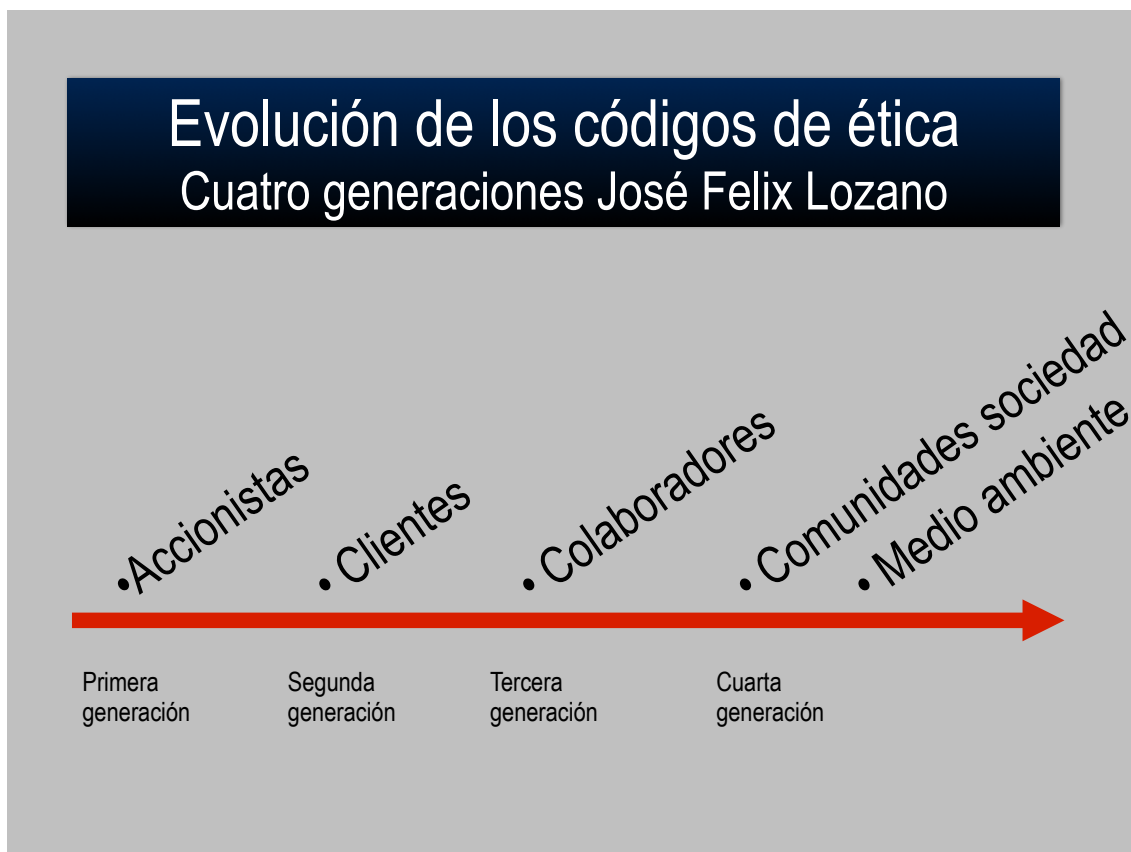 Evolución de los códigos de ética
Cuatro generaciones José Felix Lozano
•Accionistas
• Clientes
• Colaboradores
• Comunidades sociedad
• Medio ambiente
Primera
generación
Segunda
generación
Tercera
generación
Cuarta
generación